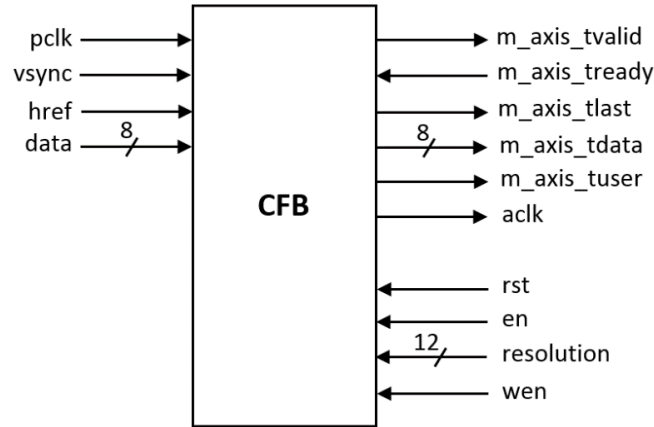 pclk
vsync
href
data
8
CFB
m_axis_tvalid
m_axis_tready
m_axis_tlast
8
m_axis_tdata
m_axis_tuser
aclk
rst
en
12
resolution
wen